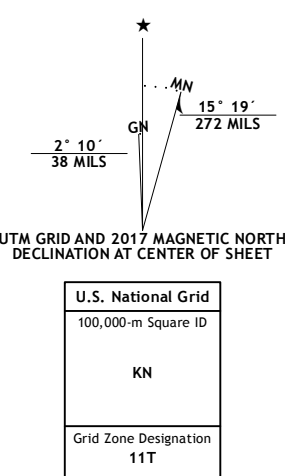 ★
MN
15° 19´
272 MILS
GN
2° 10´
38 MILS
UTM GRID AND 2017 MAGNETIC NORTH
DECLINATION AT CENTER OF SHEET
U.S. National Grid
100,000-m Square ID
KN
Grid Zone Designation
11T